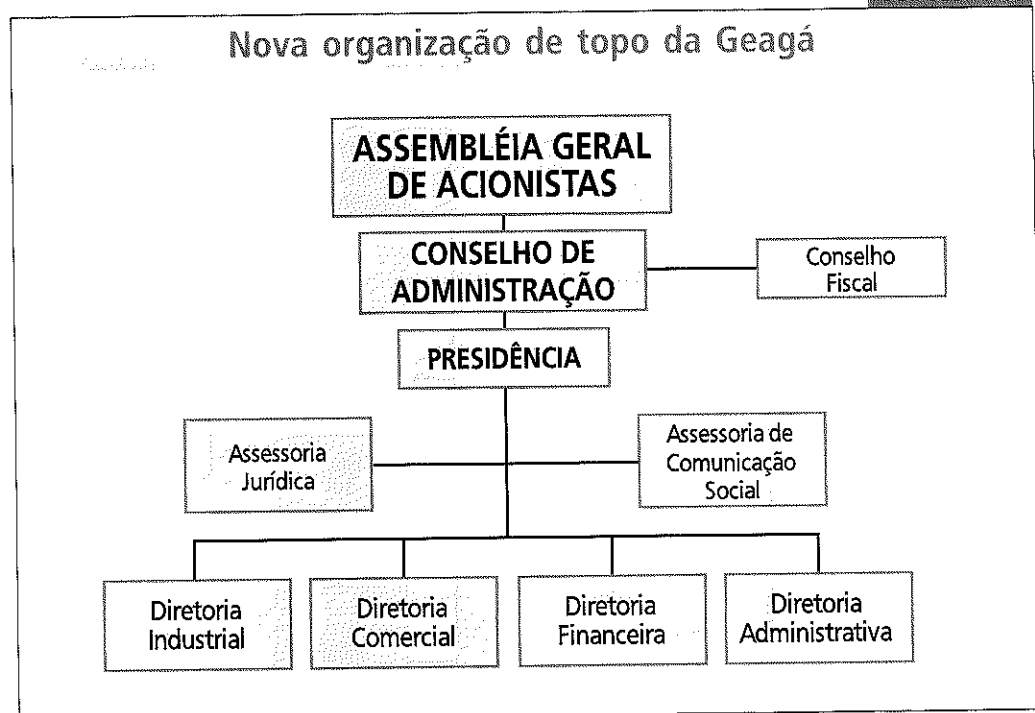 Nova organização de topo da Geagá
ASSEMBLÉIA GERAL
DE ACIONISTAS
CONSELHO DE
ADMINISTRAÇÃO
Conselho
Fiscal
PRESIDÊNCIA
Assessoria
Jurídica
Assessoria de
Comunicação
Social
Diretoria
Industrial
Diretoria
Comercial
Diretoria
Financeira
Diretoria
Administrativa